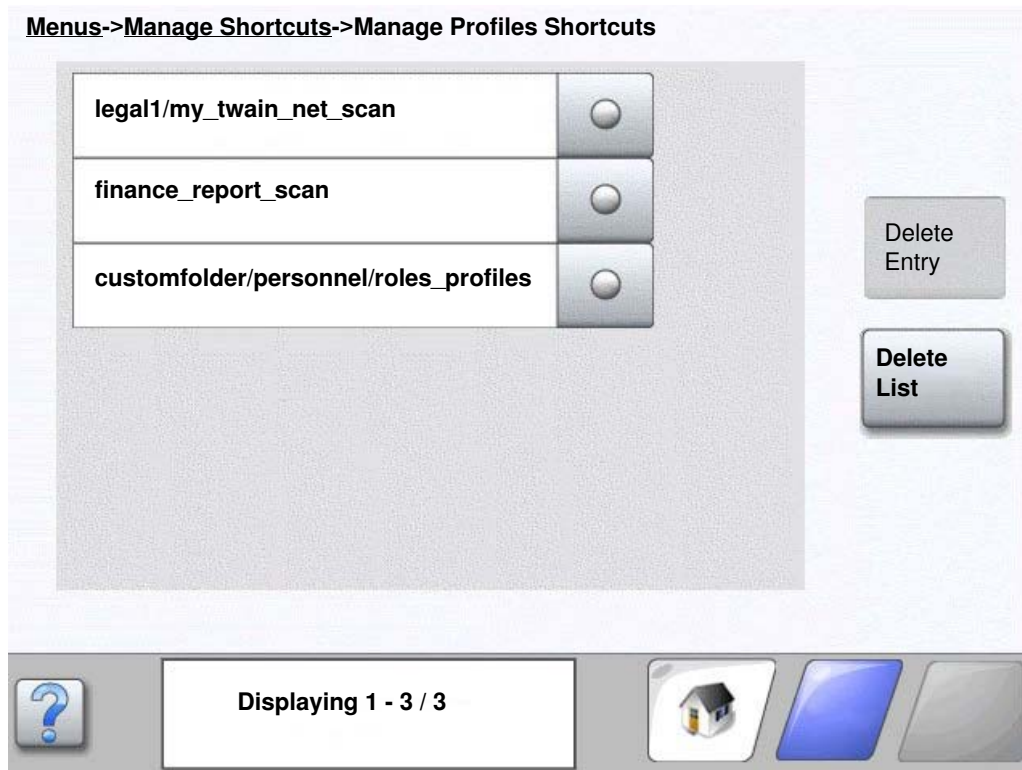 Menus->Manage Shortcuts->Manage Profiles Shortcuts
legal1/my_twain_net_scan
finance_report_scan
customfolder/personnel/roles_profiles
Delete
Entry
Delete
List
?
Displaying 1 - 3 / 3